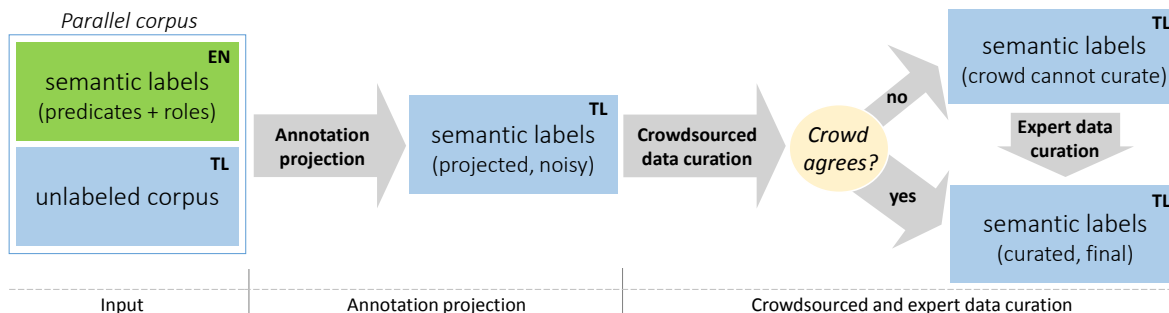 Parallel corpus
EN
semantic labels
(predicates + roles)
TL
unlabeled corpus
Annotation
projection
TL
semantic labels
(projected, noisy)
Crowdsourced
data curation
Crowd
agrees?
no
yes
TL
semantic labels
(crowd cannot curate)
Expert data
curation
TL
semantic labels
(curated, final)
Input
Annotation projection
Crowdsourced and expert data curation